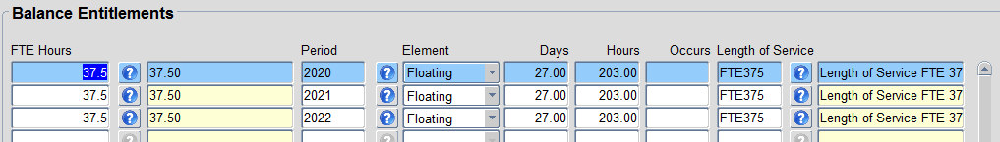 Balance Entitlements
FTE Hours Period Element Days Hours Occurs Length of Service
37.5 ? 37.50 2020 ? Floating 27.00 203.00 FTE375 ? Length of Service FTE 37
37.5 ? 37.50 2021 ? Floating 27.00 203.00 FTE375 ? Length of Service FTE 37
37.5 ? 37.50 2022 ? Floating 27.00 203.00 FTE375 ? Length of Service FTE 37